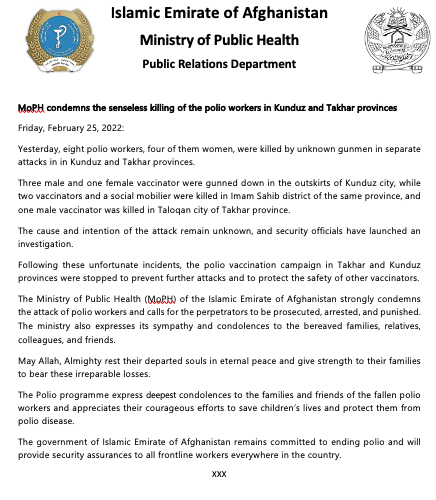 Islamic Emirate of Afghanistan
Ministry of Public Health
Public Relations Department
MoPH condemns the senseless killing of the polio workers in Kunduz and Takhar provinces
Friday, February 25, 2022:
Yesterday, eight polio workers, four of them women, were killed by unknown gunmen in separate
attacks in in Kunduz and Takhar provinces.
Three male and one female vaccinator were gunned down in the outskirts of Kunduz city, while
two vaccinators and a social mobilier were killed in Imam Sahib district of the same province, and
one male vaccinator was killed in Taloqan city of Takhar province.
The cause and intention of the attack remain unknown, and security officials have launched an
investigation.
Following these unfortunate incidents, the polio vaccination campaign in Takhar and Kunduz
provinces were stopped to prevent further attacks and to protect the safety of other vaccinators.
The Ministry of Public Health (MoPH) of the Islamic Emirate of Afghanistan strongly condemns
the attack of polio workers and calls for the perpetrators to be prosecuted, arrested, and punished.
The ministry also expresses its sympathy and condolences to the bereaved families, relatives,
colleagues, and friends.
May Allah, Almighty rest their departed souls in eternal peace and give strength to their families
to bear these irreparable losses.
The Polio programme express deepest condolences to the families and friends of the fallen polio
workers and appreciates their courageous efforts to save children's lives and protect them from
polio disease.
The government of Islamic Emirate of Afghanistan remains committed to ending polio and will
provide security assurances to all frontline workers everywhere in the country.
XXX